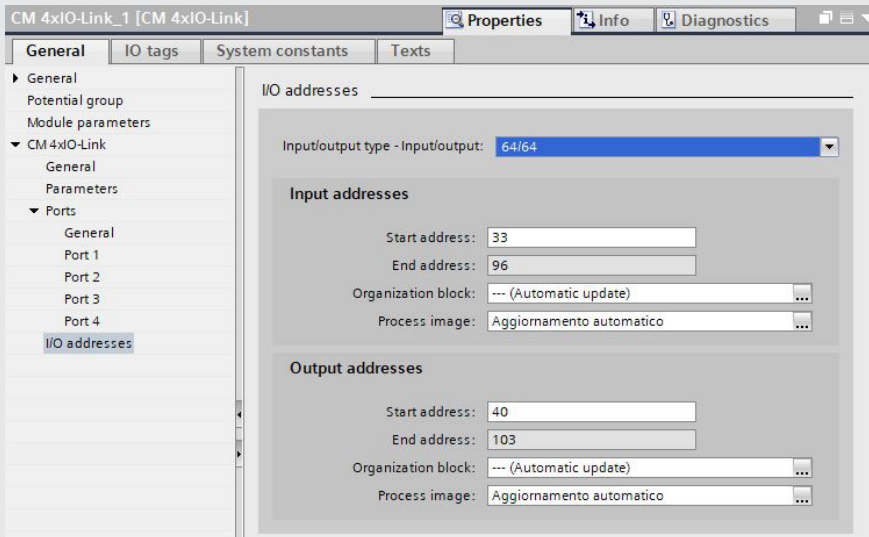 CM 4xIO-Link_1 [CM 4xIO-Link]
Properties
Info
Diagnostics
General
IO tags
System constants
Texts
General
Potential group
Module parameters
CM 4xIO-Link
General
Parameters
Ports
General
Port 1
Port 2
Port 3
Port 4
I/O addresses
I/O addresses
Input/output type - Input/output: 64/64
Input addresses
Start address: 33
End address: 96
Organization block: --- (Automatic update) ...
Process image: Aggiornamento automatico ...
Output addresses
Start address: 40
End address: 103
Organization block: --- (Automatic update) ...
Process image: Aggiornamento automatico ...